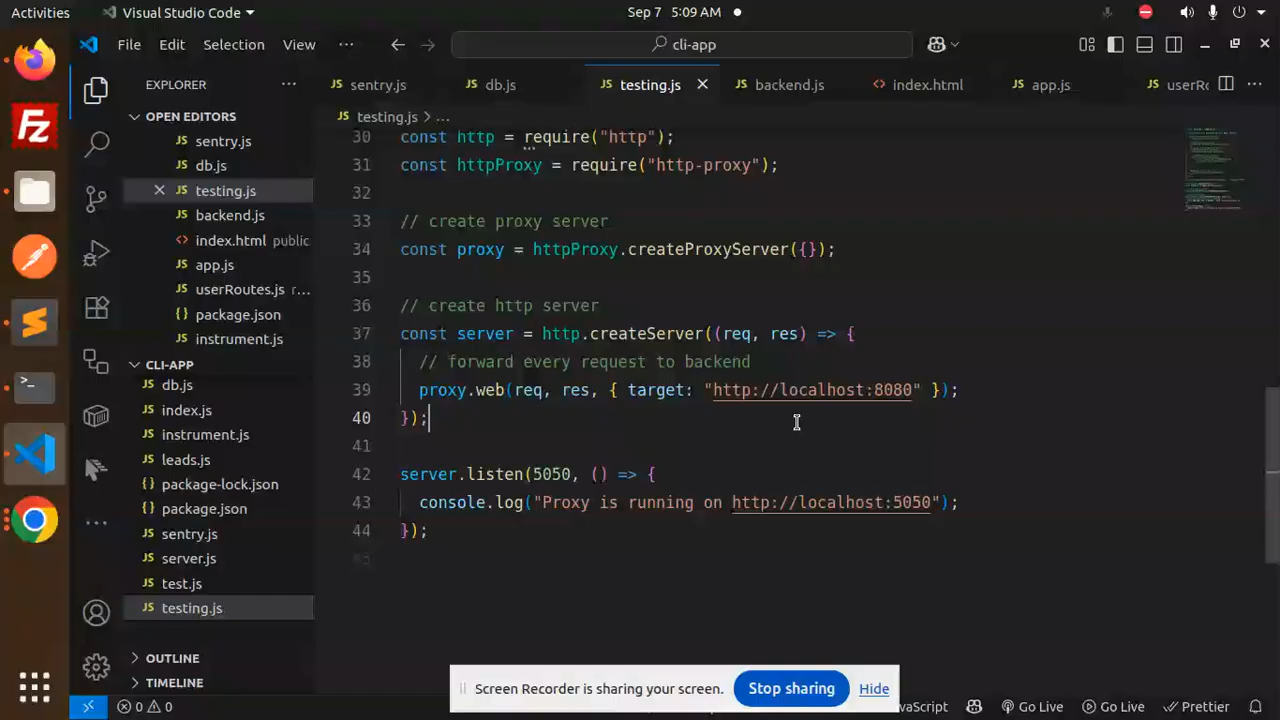 Activities
Visual Studio Code
Sep 7 5:09 AM
File Edit Selection View ...
cli-app
EXPLORER
sentry.js
db.js
testing.js
backend.js
index.html
app.js
userRo
OPEN EDITORS
sentry.js
db.js
testing.js
backend.js
index.html public
app.js
userRoutes.js r...
package.json
instrument.js
CLI-APP
db.js
index.js
instrument.js
leads.js
package-lock.json
package.json
sentry.js
server.js
test.js
testing.js
OUTLINE
TIMELINE
testing.js > ...
30 const http = require("http");
31 const httpProxy = require("http-proxy");
32
33 // create proxy server
34 const proxy = httpProxy.createProxyServer({});
35
36 // create http server
37 const server = http.createServer((req, res) => {
38 // forward every request to backend
39 proxy.web(req, res, { target: "http://localhost:8080" });
40 });
41
42 server.listen(5050, () => {
43 console.log("Proxy is running on http://localhost:5050");
44 });
45
Screen Recorder is sharing your screen.
Stop sharing
Hide
0 0
vaScript
Go Live
Go Live
Prettier